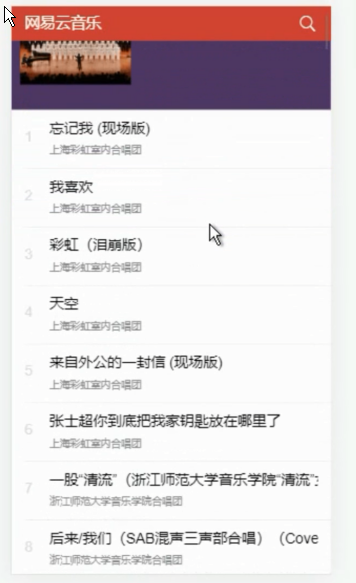 网易云音乐
1
忘记我 (现场版)
上海彩虹室内合唱团
2
我喜欢
上海彩虹室内合唱团
3
彩虹（泪崩版）
上海彩虹室内合唱团
4
天空
上海彩虹室内合唱团
5
来自外公的一封信 (现场版)
上海彩虹室内合唱团
6
张士超你到底把我家钥匙放在哪里了
上海彩虹室内合唱团
7
一股“清流”（浙江师范大学音乐学院“清流”
浙江师范大学音乐学院合唱团
8
后来/我们（SAB混声三声部合唱）（Cove
浙江师范大学音乐学院合唱团